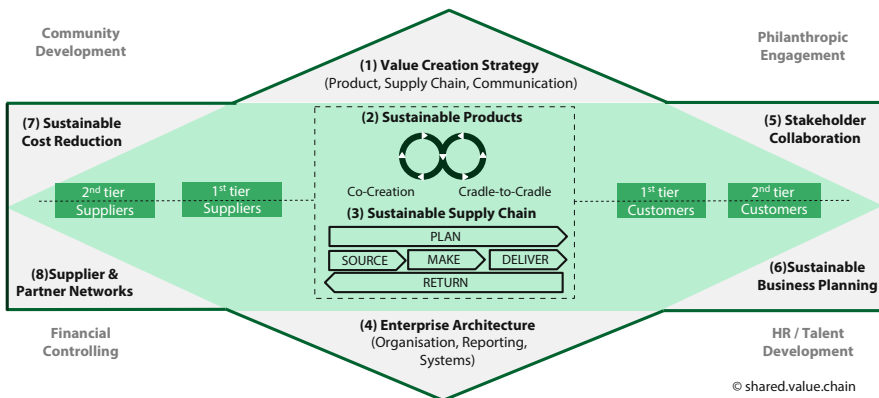 Community
Development
Philanthropic
Engagement
(1) Value Creation Strategy
(Product, Supply Chain, Communication)
(7) Sustainable
Cost Reduction
(2) Sustainable Products
(5) Stakeholder
Collaboration
Co-Creation
Cradle-to-Cradle
2nd tier
Suppliers
1st tier
Suppliers
1st tier
Customers
2nd tier
Customers
(3) Sustainable Supply Chain
PLAN
SOURCE
MAKE
DELIVER
RETURN
(8)Supplier &
Partner Networks
(6)Sustainable
Business Planning
(4) Enterprise Architecture
(Organisation, Reporting,
Systems)
Financial
Controlling
HR / Talent
Development
© shared.value.chain